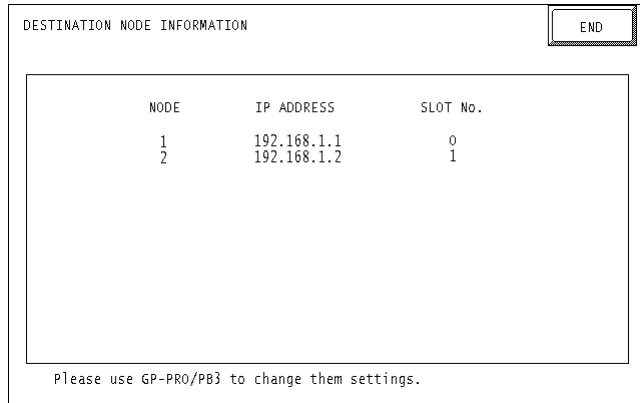 DESTINATION NODE INFORMATION
END
NODE IP ADDRESS SLOT No.
1 192.168.1.1 0
2 192.168.1.2 1
Please use GP-PRO/PB3 to change them settings.